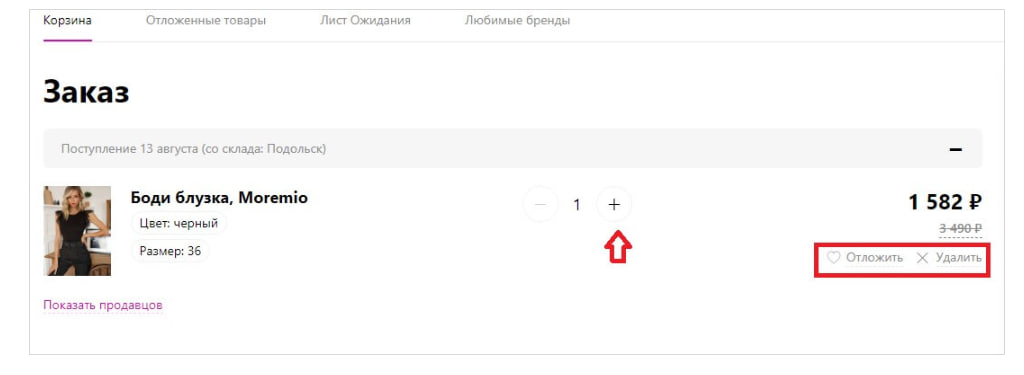 Корзина Отложенные товары Лист Ожидания Любимые бренды
Заказ
Поступление 13 августа (со склада: Подольск)
Боди блузка, Moremio 1 1 582 ₽
Цвет: черный 3 490 ₽
Размер: 36 Отложить Удалить
Показать продавцов